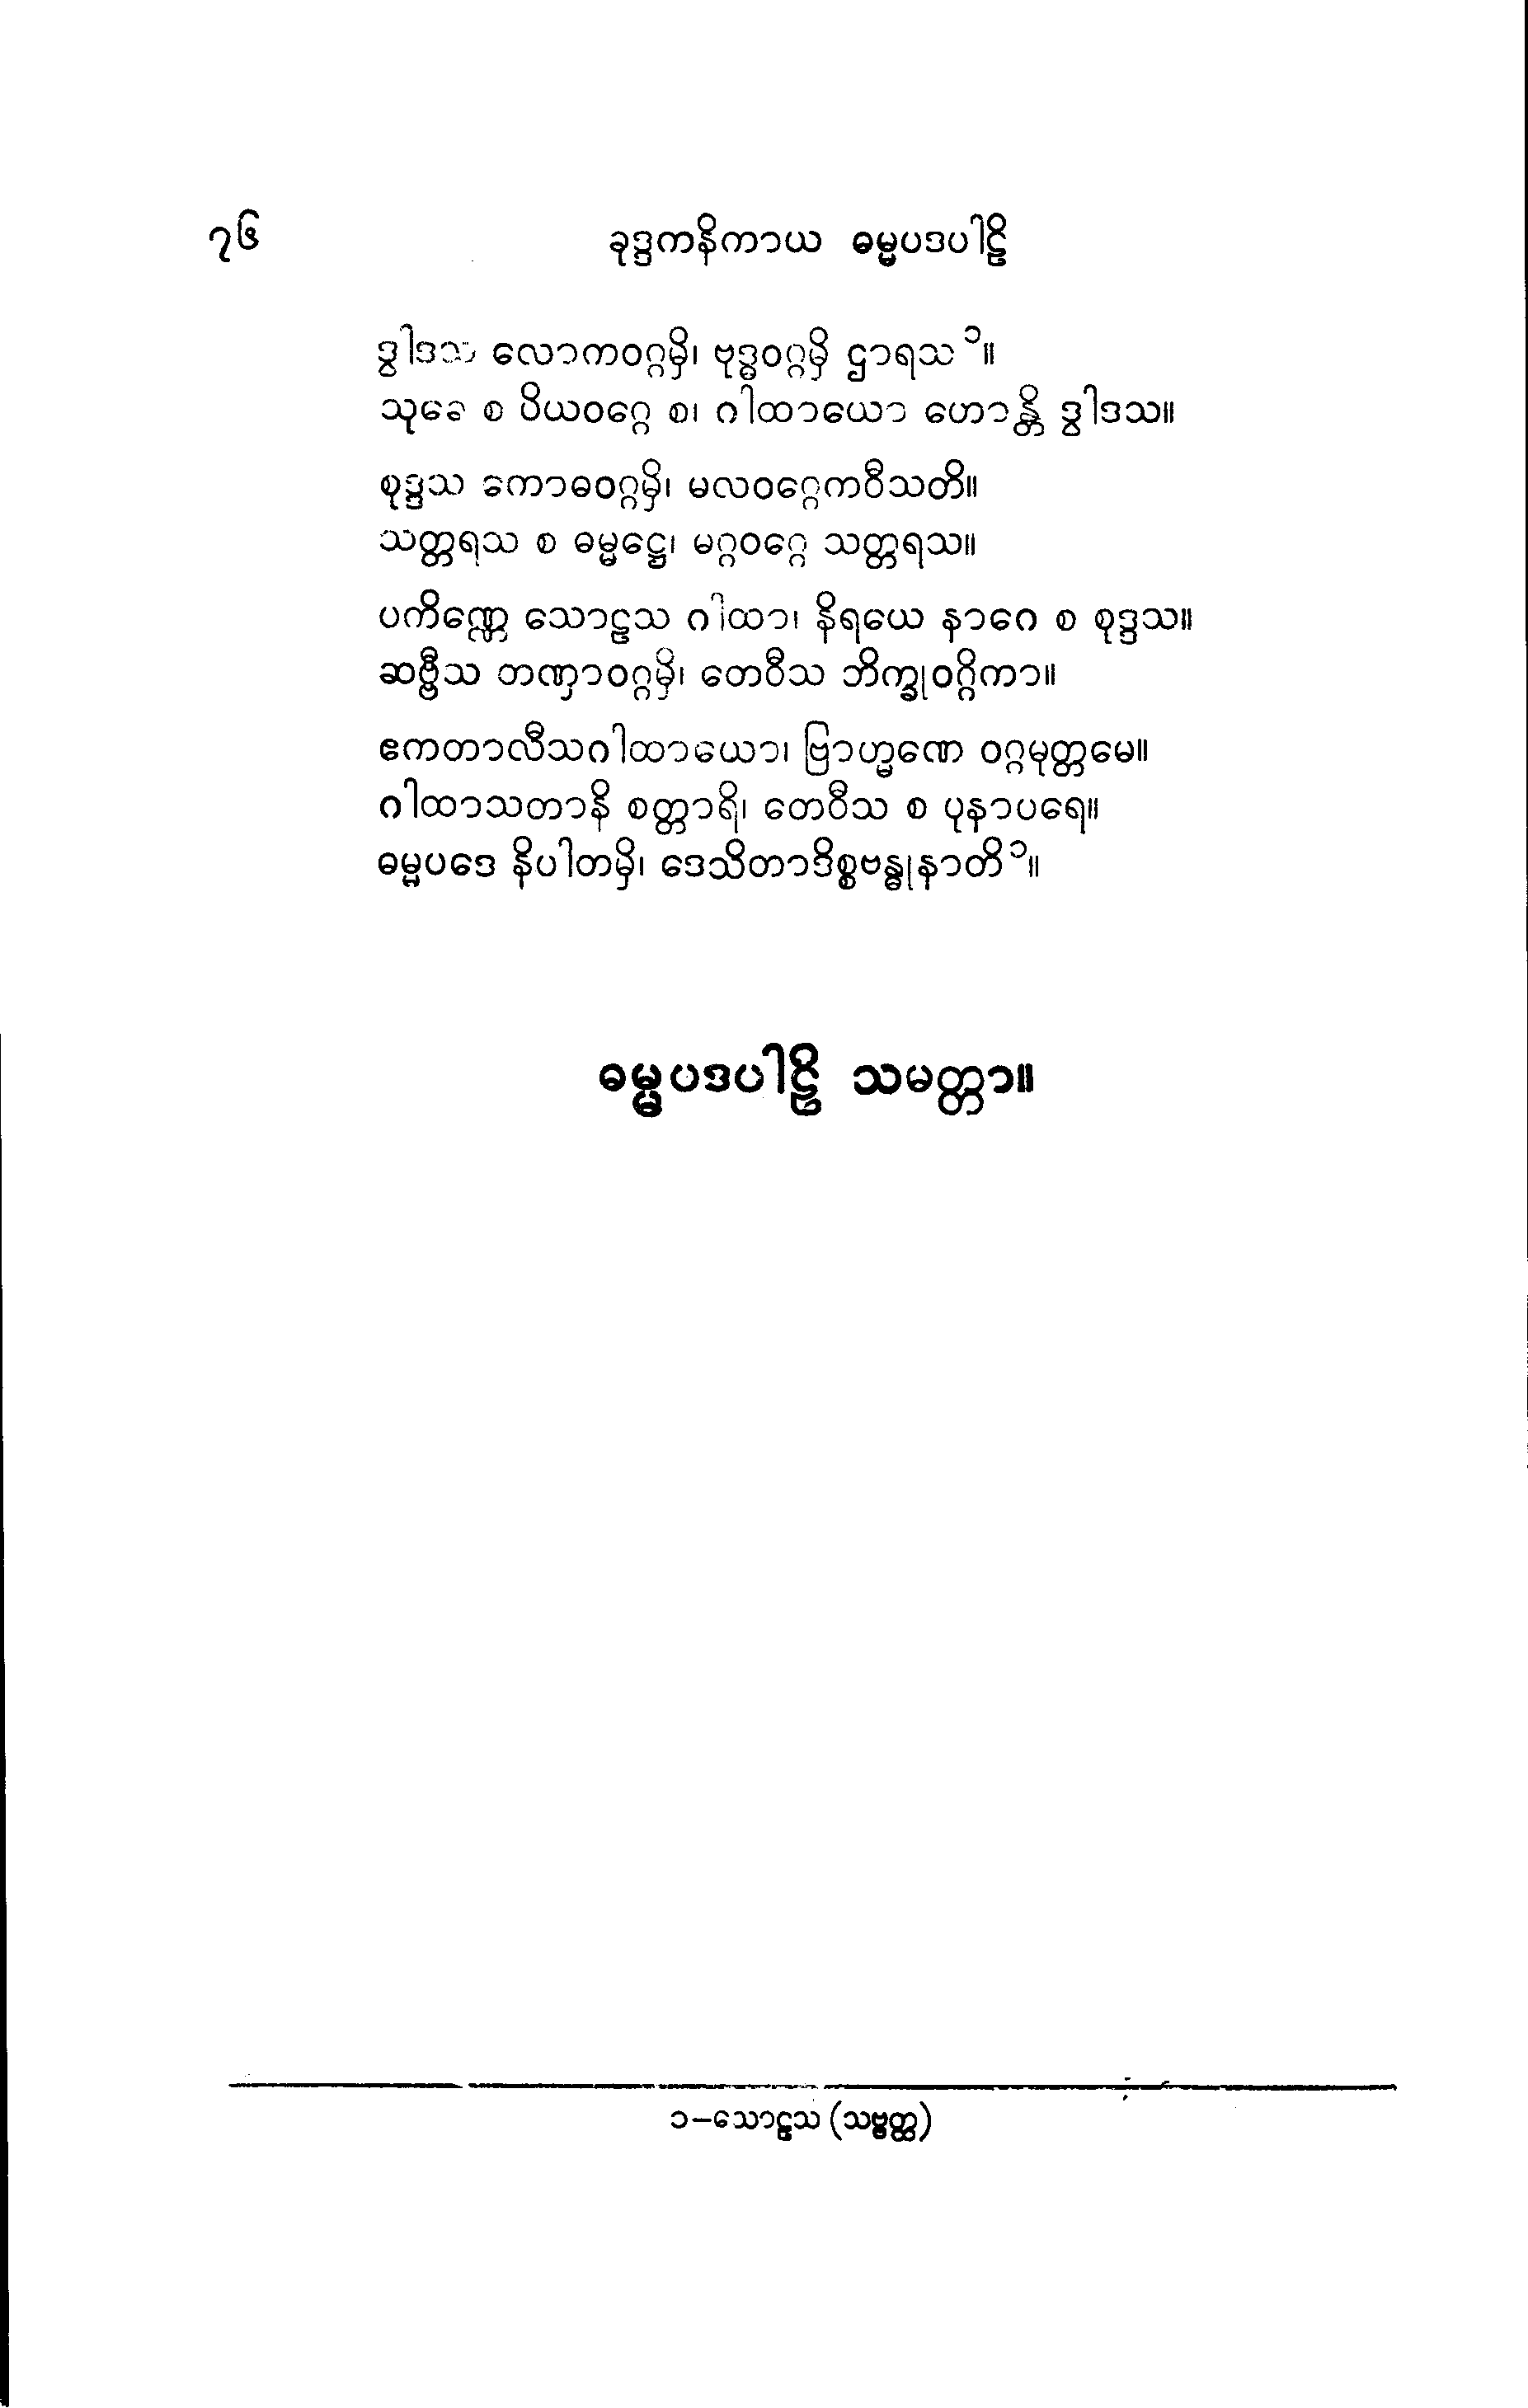 ၇၆ ခုဒ္ဒကနိကာယ ဓမ္မပဒပါဠိ
ဒွါဒသ လောကဝဂ္ဂမှိ၊ ဗုဒ္ဓဝဂ္ဂမှိ ဌာရသ ၁။
သုခေ စ ပိယဝဂ္ဂေ စ၊ ဂါထာယော ဟောန္တိ ဒွါဒသ။
စုဒ္ဒသ ကောဓဝဂ္ဂမှိ၊ မလဝဂ္ဂေကဝီသတိ။
သတ္တရသ စ ဓမ္မဋ္ဌေ၊ မဂ္ဂဝဂ္ဂေ သတ္တရသ။
ပကိဏ္ဏေ သောဠသ ဂါထာ၊ နိရယေ နာဂေ စ စုဒ္ဒသ။
ဆဗ္ဗီသ တဏှာဝဂ္ဂမှိ၊ တေဝီသ ဘိက္ခုဝဂ္ဂိကာ။
ဧကတာလီသဂါထာယော၊ ဗြာဟ္မဏေ ဝဂ္ဂမုတ္တမေ။
ဂါထာသတာနိ စတ္တာရိ၊ တေဝီသ စ ပုနာပရေ။
ဓမ္မပဒေ နိပါတမှိ၊ ဒေသိတာဒိစ္စဗန္ဓုနာတိ ၁။
ဓမ္မပဒပါဠိ သမတ္တာ။
၁–သောဠသ (သဗ္ဗတ္ထ)